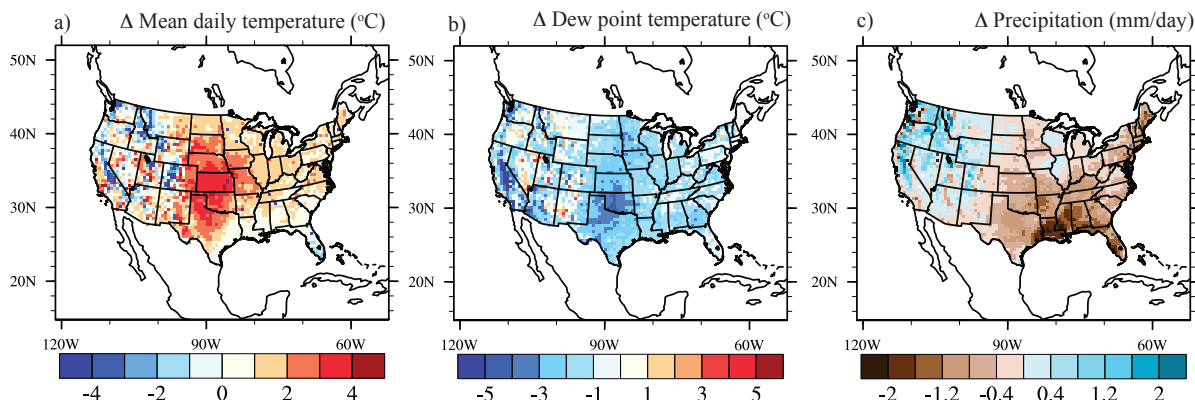 a) Δ Mean daily temperature (°C)
50N
40N
30N
20N
120W 90W 60W
-4 -2 0 2 4
b) Δ Dew point temperature (°C)
50N
40N
30N
20N
120W 90W 60W
-5 -3 -1 1 3 5
c) Δ Precipitation (mm/day)
50N
40N
30N
20N
120W 90W 60W
-2 -1.2 -0.4 0.4 1.2 2